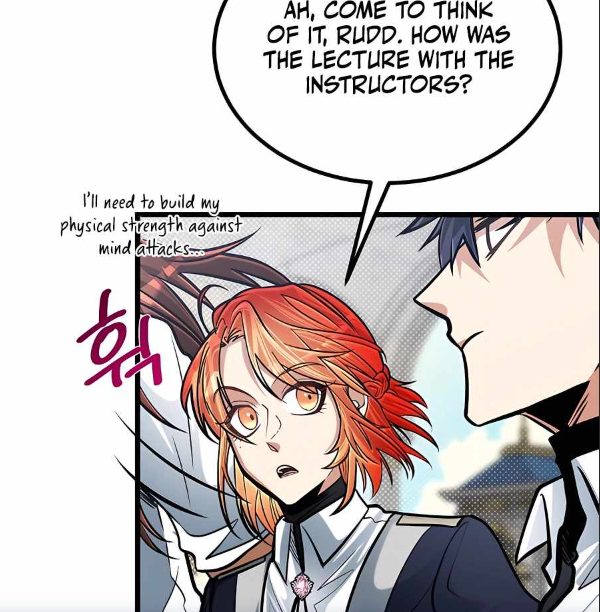 AH, COME TO THINK
OF IT, RUDD. HOW WAS
THE LECTURE WITH THE
INSTRUCTORS?
I'll need to build my
physical strength against
mind attacks...
휙